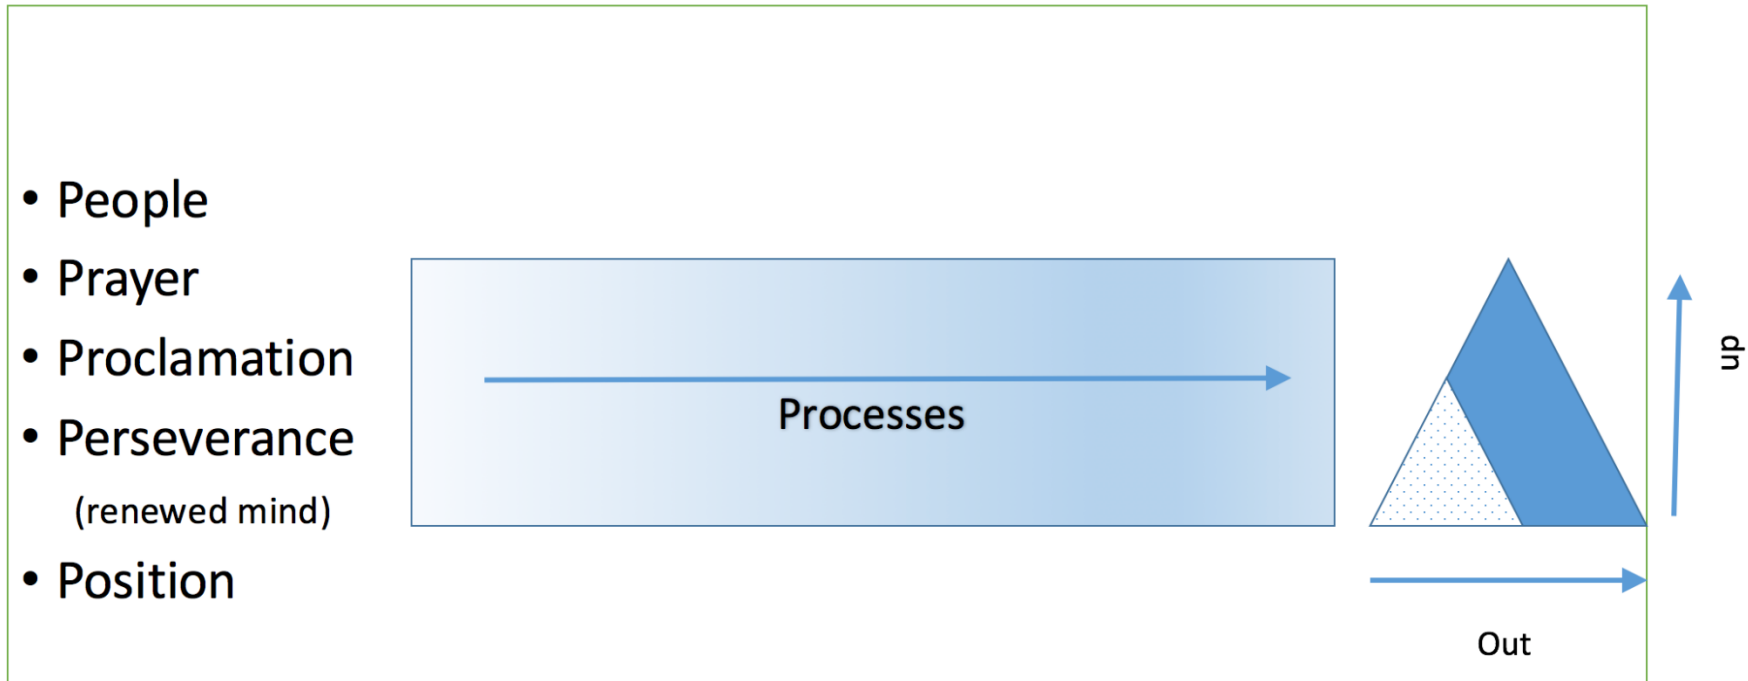 • People
• Prayer
• Proclamation
• Perseverance
(renewed mind)
• Position
Processes
up
Out